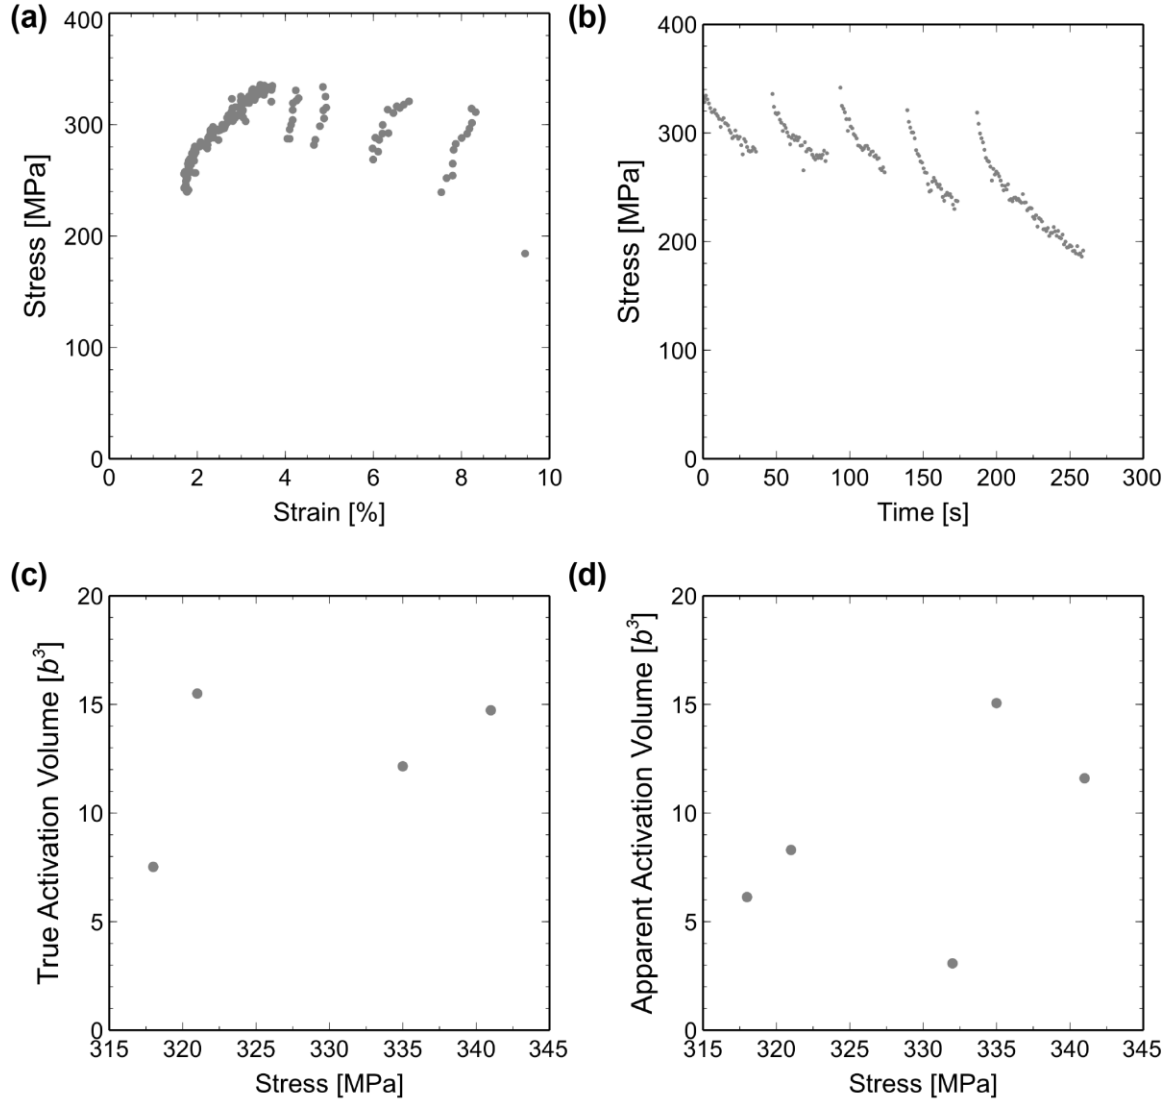 (a)
400
300
200
100
0
0 2 4 6 8 10
Stress [MPa]
Strain [%]
(b)
400
300
200
100
0
0 50 100 150 200 250 300
Stress [MPa]
Time [s]
(c)
20
15
10
5
0
315 320 325 330 335 340 345
True Activation Volume [b³]
Stress [MPa]
(d)
20
15
10
5
0
315 320 325 330 335 340 345
Apparent Activation Volume [b³]
Stress [MPa]